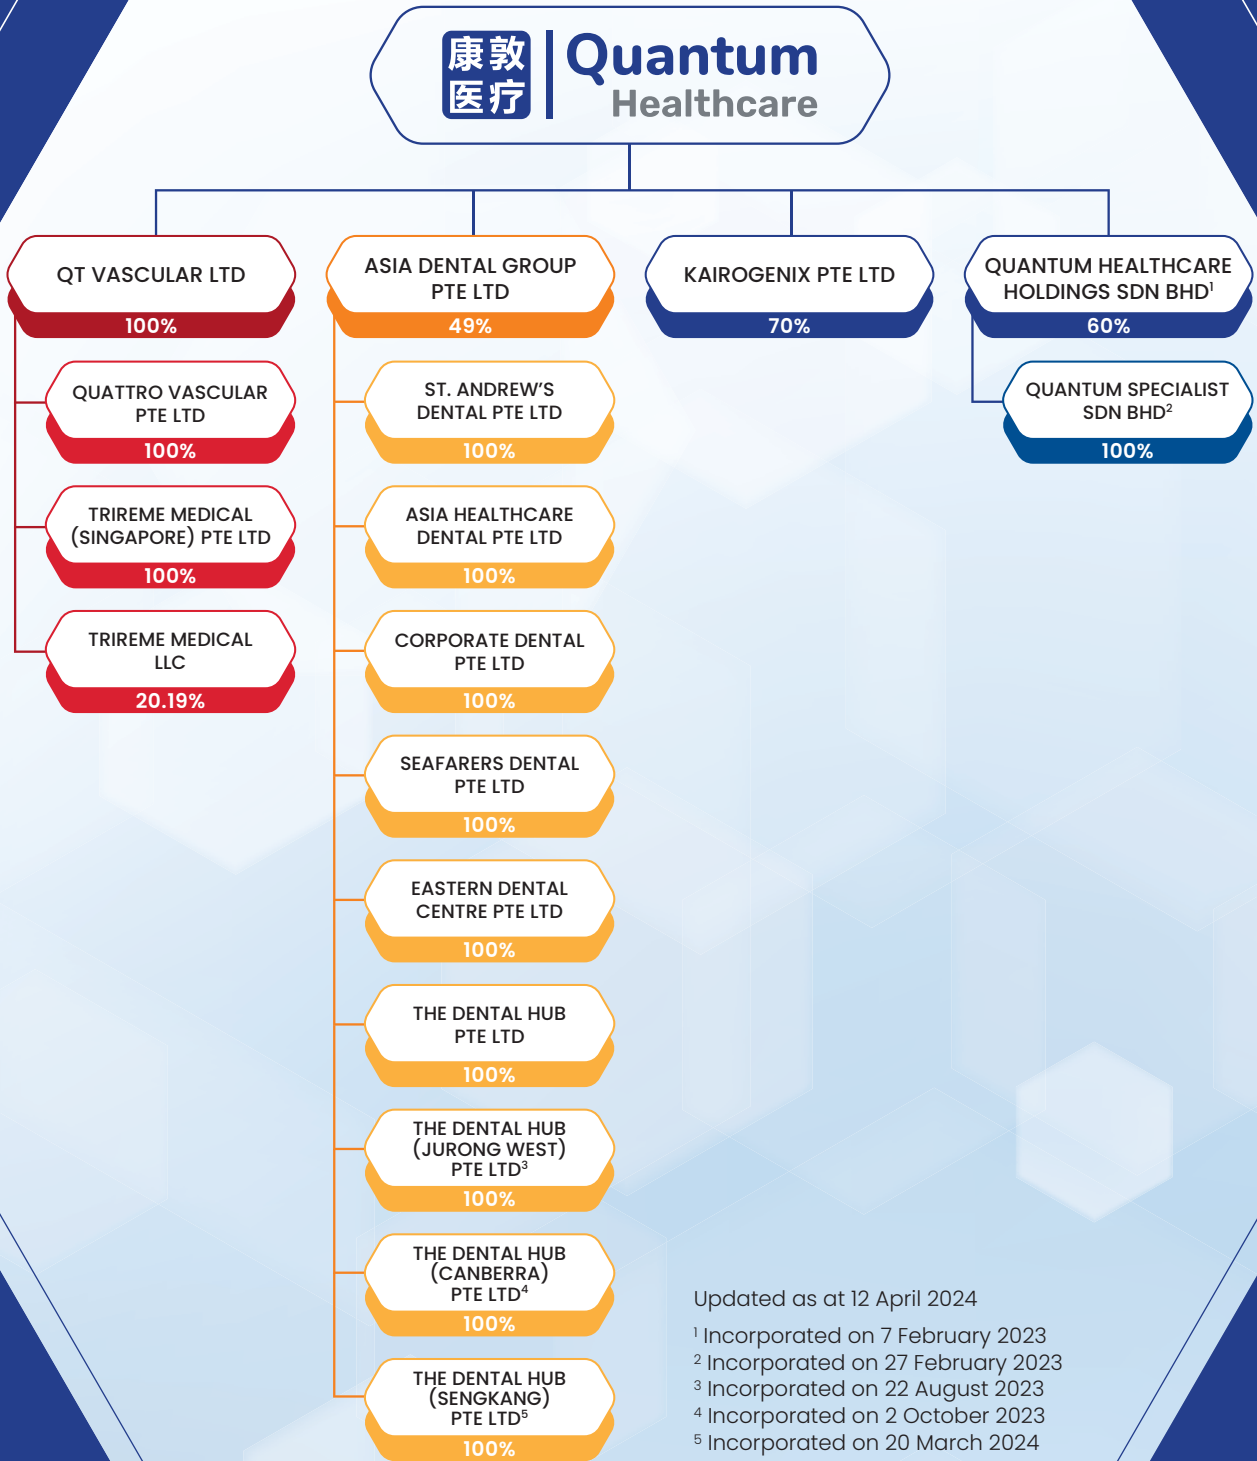 康敦
医疗
Quantum
Healthcare
QT VASCULAR LTD
100%
QUATTRO VASCULAR
PTE LTD
100%
TRIREME MEDICAL
(SINGAPORE) PTE LTD
100%
TRIREME MEDICAL
LLC
20.19%
ASIA DENTAL GROUP
PTE LTD
49%
ST. ANDREW’S
DENTAL PTE LTD
100%
ASIA HEALTHCARE
DENTAL PTE LTD
100%
CORPORATE DENTAL
PTE LTD
100%
SEAFARERS DENTAL
PTE LTD
100%
EASTERN DENTAL
CENTRE PTE LTD
100%
THE DENTAL HUB
PTE LTD
100%
THE DENTAL HUB
(JURONG WEST)
PTE LTD³
100%
THE DENTAL HUB
(CANBERRA)
PTE LTD⁴
100%
THE DENTAL HUB
(SENGKANG)
PTE LTD⁵
100%
KAIROGENIX PTE LTD
70%
QUANTUM HEALTHCARE
HOLDINGS SDN BHD¹
60%
QUANTUM SPECIALIST
SDN BHD²
100%
Updated as at 12 April 2024
¹ Incorporated on 7 February 2023
² Incorporated on 27 February 2023
³ Incorporated on 22 August 2023
⁴ Incorporated on 2 October 2023
⁵ Incorporated on 20 March 2024